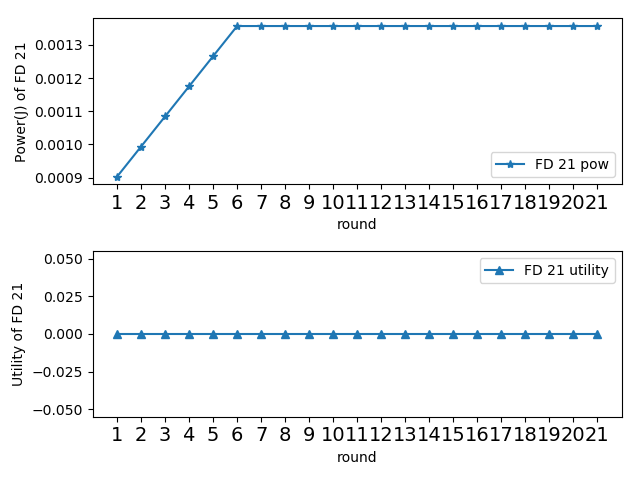 0.0013
0.0012
0.0011
0.0010
0.0009
Power(J) of FD 21
FD 21 pow
1 2 3 4 5 6 7 8 9 10 11 12 13 14 15 16 17 18 19 20 21
round
0.050
0.025
0.000
−0.025
−0.050
Utility of FD 21
FD 21 utility
1 2 3 4 5 6 7 8 9 10 11 12 13 14 15 16 17 18 19 20 21
round